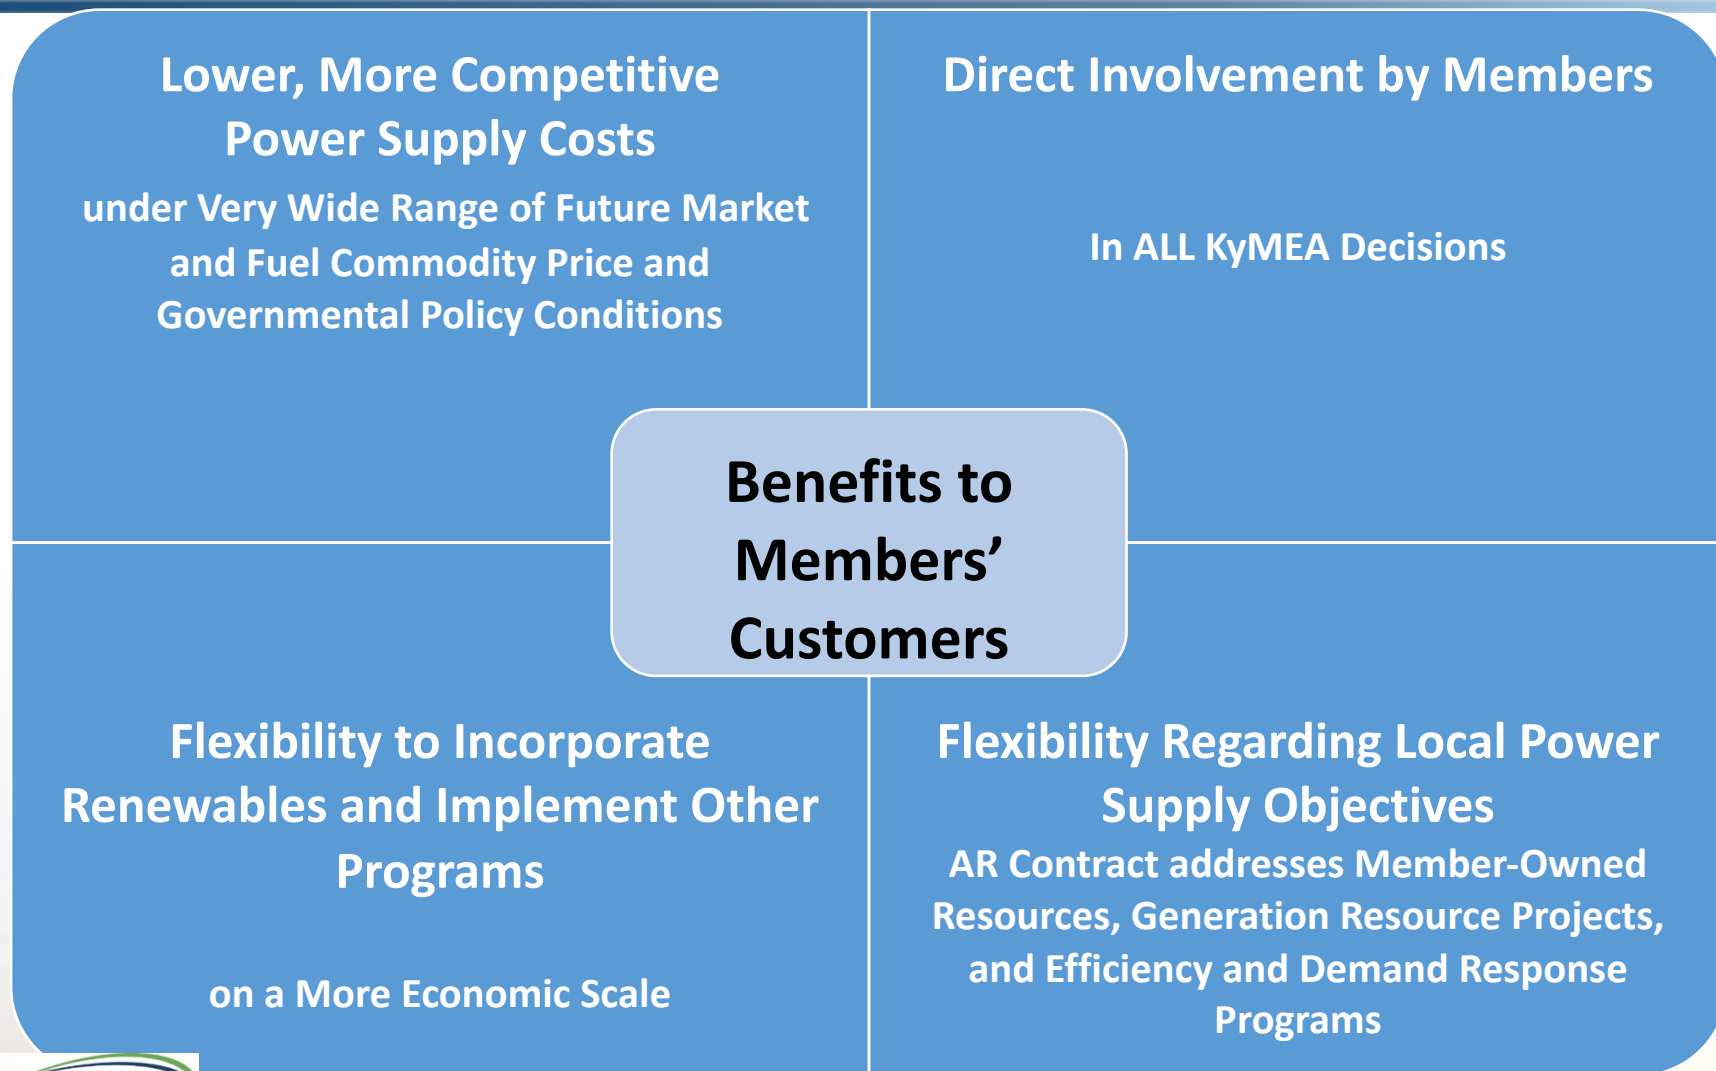 Lower, More Competitive
Power Supply Costs
under Very Wide Range of Future Market
and Fuel Commodity Price and
Governmental Policy Conditions
Direct Involvement by Members
In ALL KyMEA Decisions
Benefits to
Members’
Customers
Flexibility to Incorporate
Renewables and Implement Other
Programs
on a More Economic Scale
Flexibility Regarding Local Power
Supply Objectives
AR Contract addresses Member-Owned
Resources, Generation Resource Projects,
and Efficiency and Demand Response
Programs